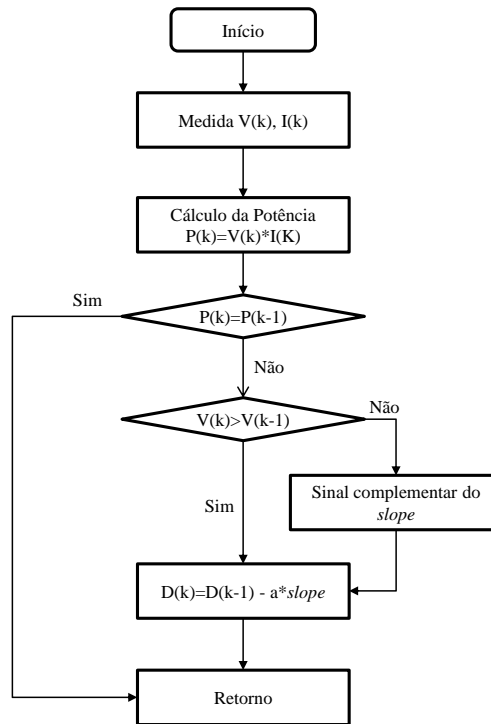 Início
Medida V(k), I(k)
Cálculo da Potência
P(k)=V(k)*I(K)
Sim
P(k)=P(k-1)
Não
V(k)>V(k-1)
Não
Sinal complementar do
slope
Sim
D(k)=D(k-1) - a*slope
Retorno